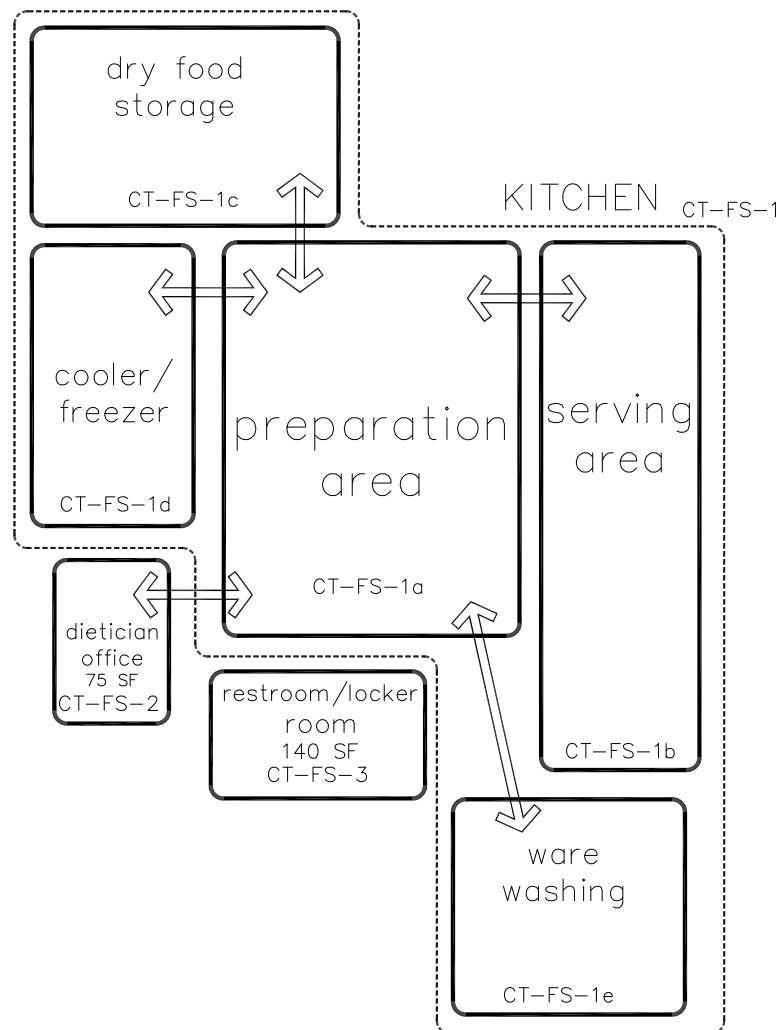 dry food
storage
CT-FS-1c
KITCHEN CT-FS-1
cooler/
freezer
CT-FS-1d
preparation
area
CT-FS-1a
serving
area
CT-FS-1b
dietician
office
75 SF
CT-FS-2
restroom/locker
room
140 SF
CT-FS-3
ware
washing
CT-FS-1e